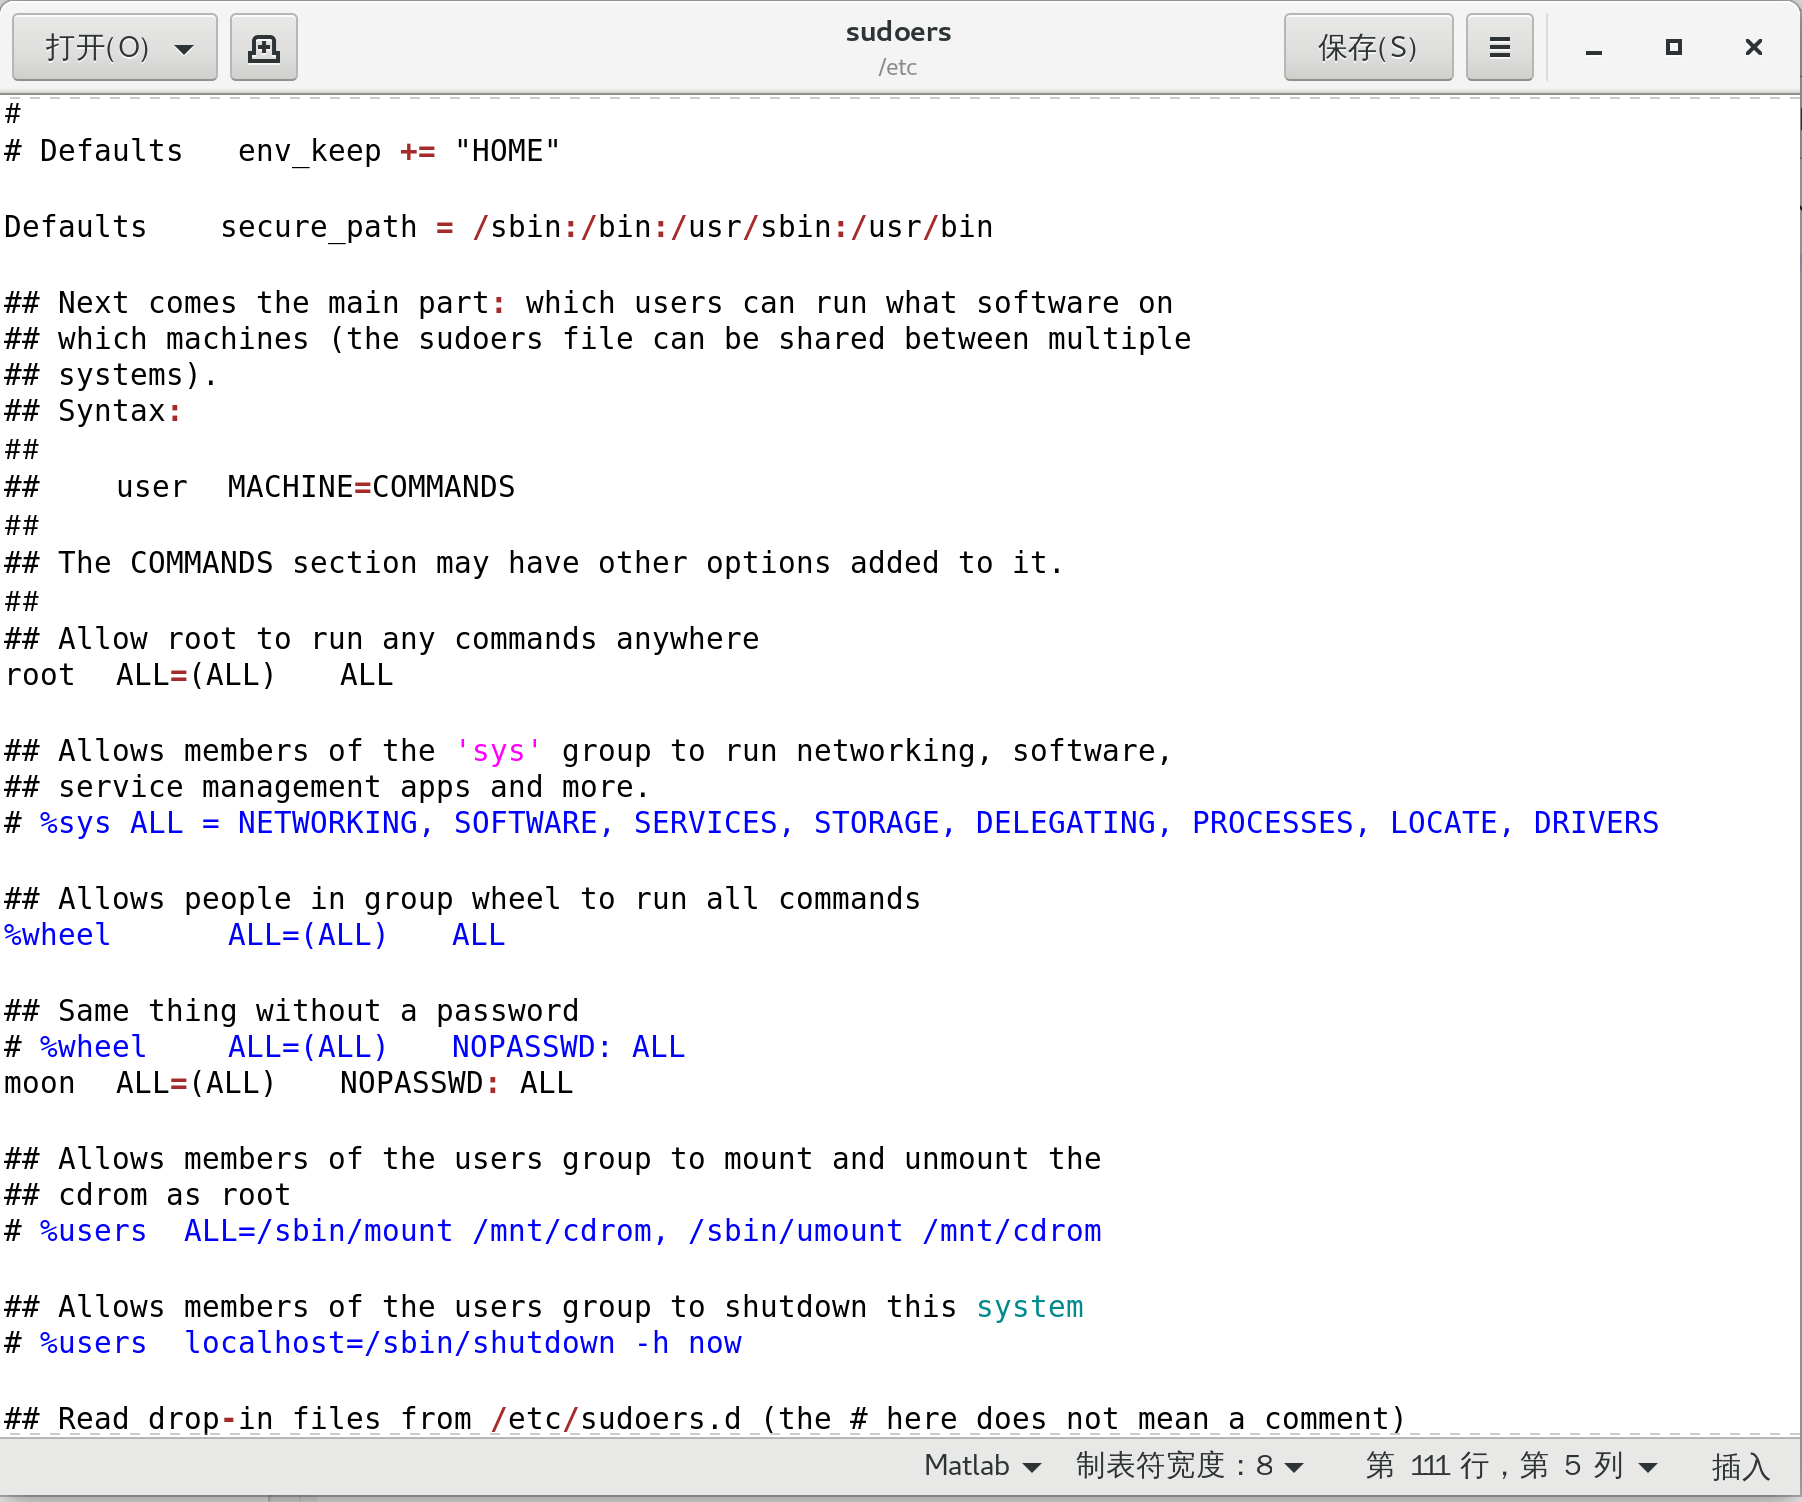 打开(O)
sudoers
/etc
保存(S)
#
# Defaults   env_keep += "HOME"
Defaults    secure_path = /sbin:/bin:/usr/sbin:/usr/bin
## Next comes the main part: which users can run what software on
## which machines (the sudoers file can be shared between multiple
## systems).
## Syntax:
##
##    user  MACHINE=COMMANDS
##
## The COMMANDS section may have other options added to it.
##
## Allow root to run any commands anywhere
root  ALL=(ALL)    ALL
## Allows members of the 'sys' group to run networking, software,
## service management apps and more.
# %sys ALL = NETWORKING, SOFTWARE, SERVICES, STORAGE, DELEGATING, PROCESSES, LOCATE, DRIVERS
## Allows people in group wheel to run all commands
%wheel      ALL=(ALL)    ALL
## Same thing without a password
# %wheel    ALL=(ALL)    NOPASSWD: ALL
moon  ALL=(ALL)    NOPASSWD: ALL
## Allows members of the users group to mount and unmount the
## cdrom as root
# %users  ALL=/sbin/mount /mnt/cdrom, /sbin/umount /mnt/cdrom
## Allows members of the users group to shutdown this system
# %users  localhost=/sbin/shutdown -h now
## Read drop-in files from /etc/sudoers.d (the # here does not mean a comment)
Matlab 制表符宽度：8 第 111 行，第 5 列 插入